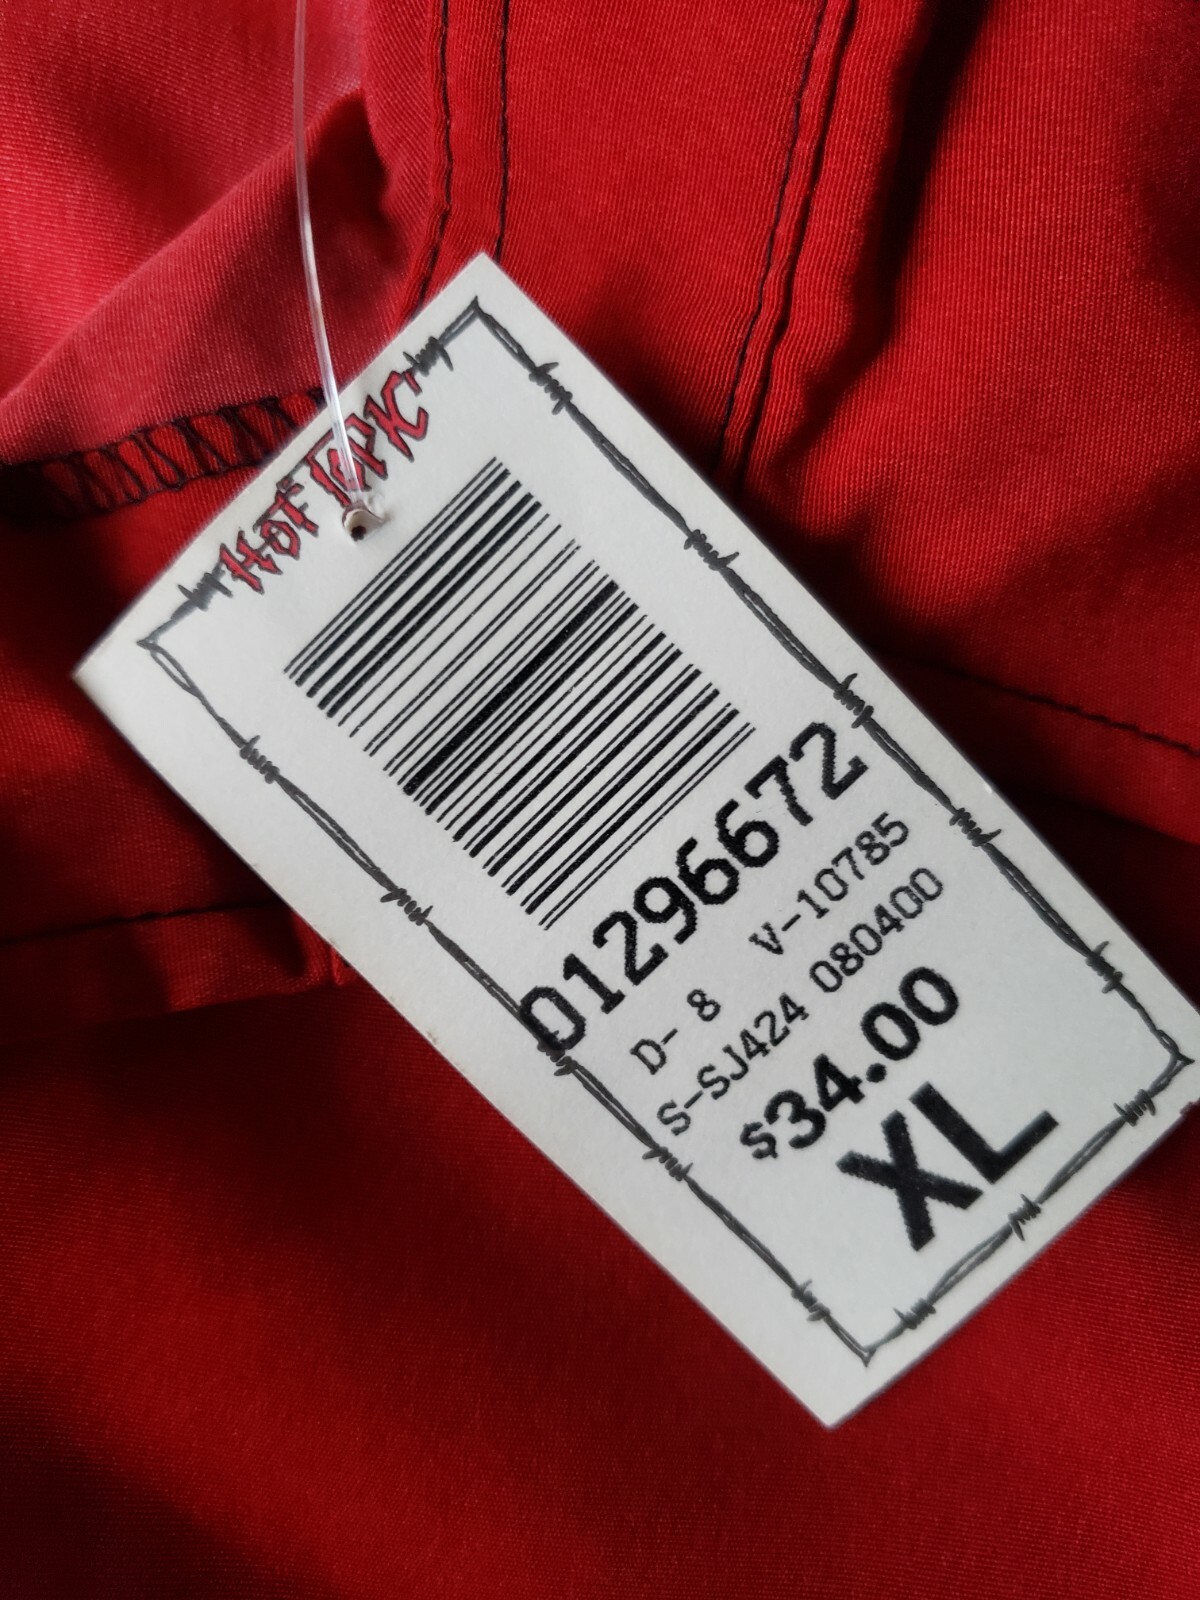 HOT TOPIC
01296672
D- 8 V-10785
S-SJ424 080400
$34.00
XL